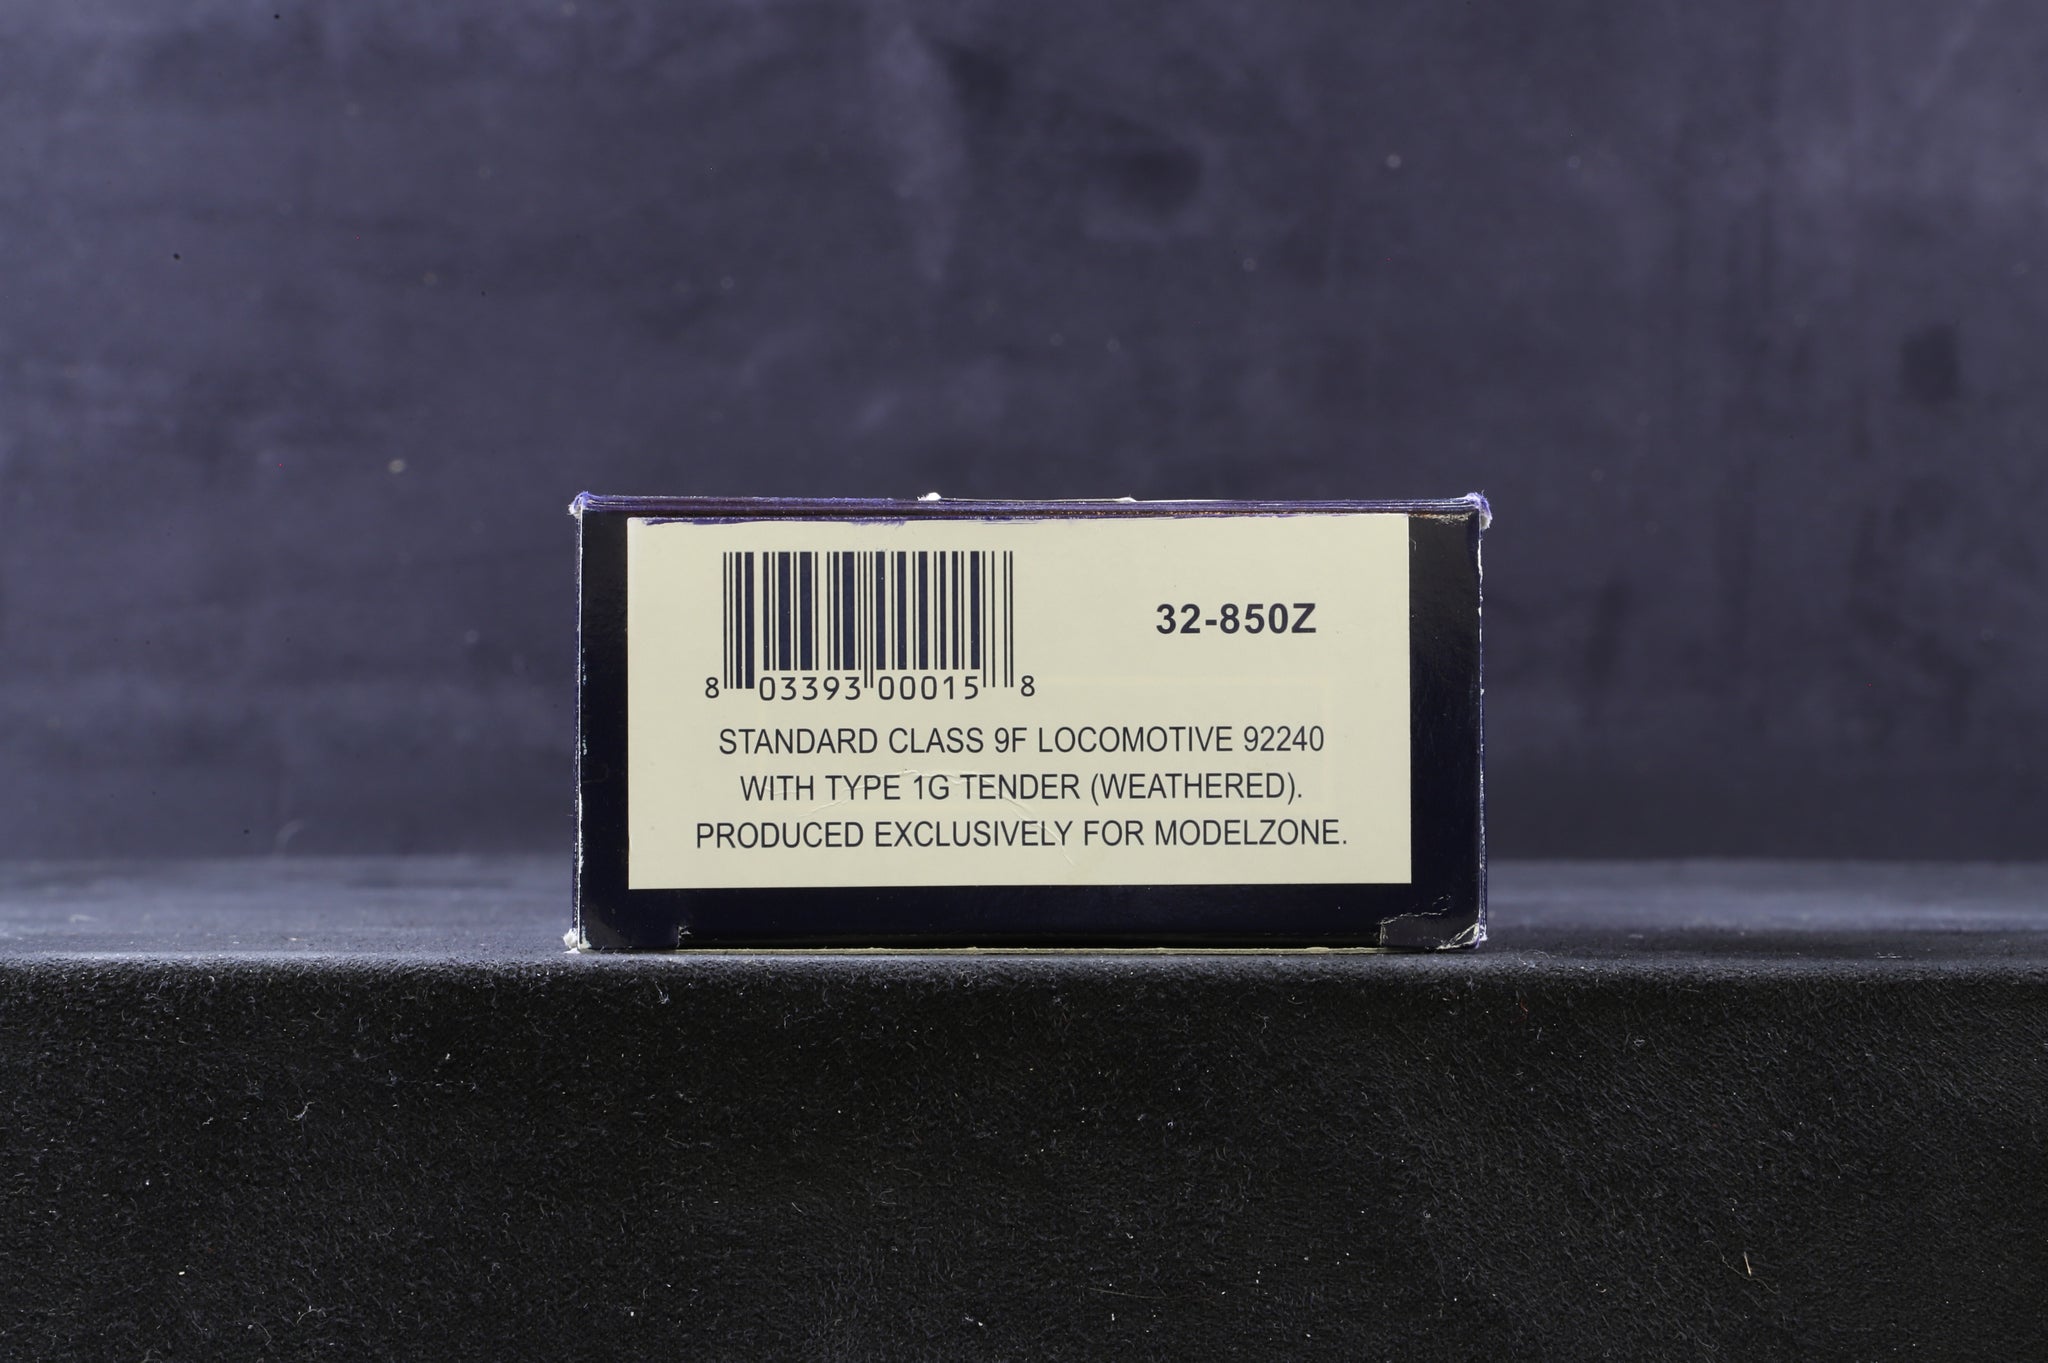 32-850Z
8 03393 00015 8
STANDARD CLASS 9F LOCOMOTIVE 92240
WITH TYPE 1G TENDER (WEATHERED).
PRODUCED EXCLUSIVELY FOR MODELZONE.